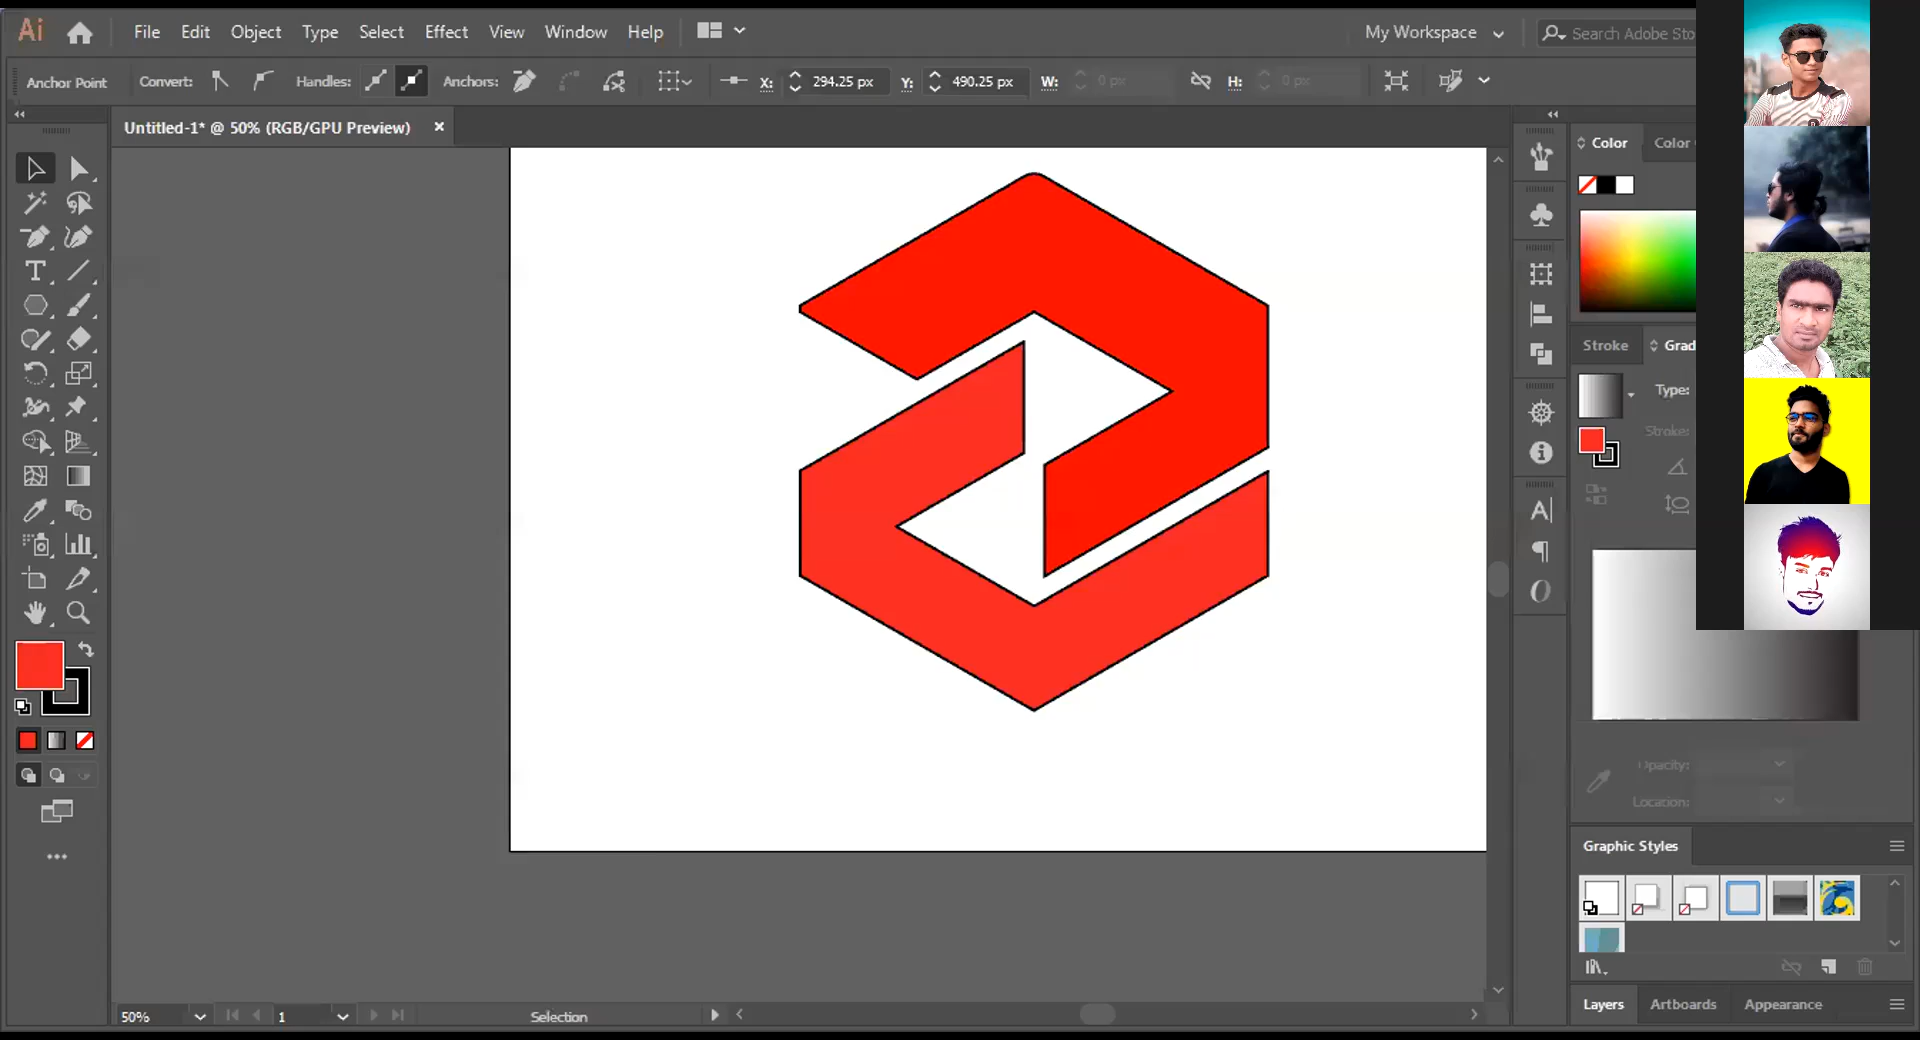 Ai File Edit Object Type Select Effect View Window Help My Workspace Search Adobe Sto
Anchor Point Convert: Handles: Anchors: X: 294.25 px Y: 490.25 px W: 0 px H: 0 px
Untitled-1* @ 50% (RGB/GPU Preview)
Color Color
Stroke Grad
Type:
Stroke:
Opacity:
Location:
Graphic Styles
Layers Artboards Appearance
50% 1 Selection